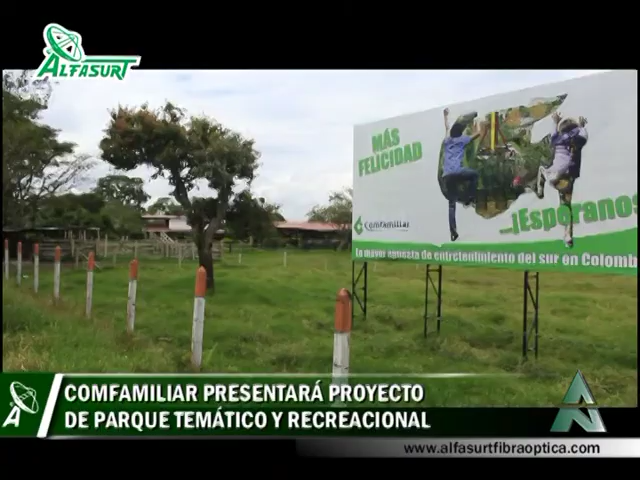 ALFASURT
MÁS
FELICIDAD
...¡Esperanos
Comfamiliar
La mayor apuesta de entretenimiento del sur en Colomb
COMFAMILIAR PRESENTARÁ PROYECTO
DE PARQUE TEMÁTICO Y RECREACIONAL
www.alfasurtfibraoptica.com